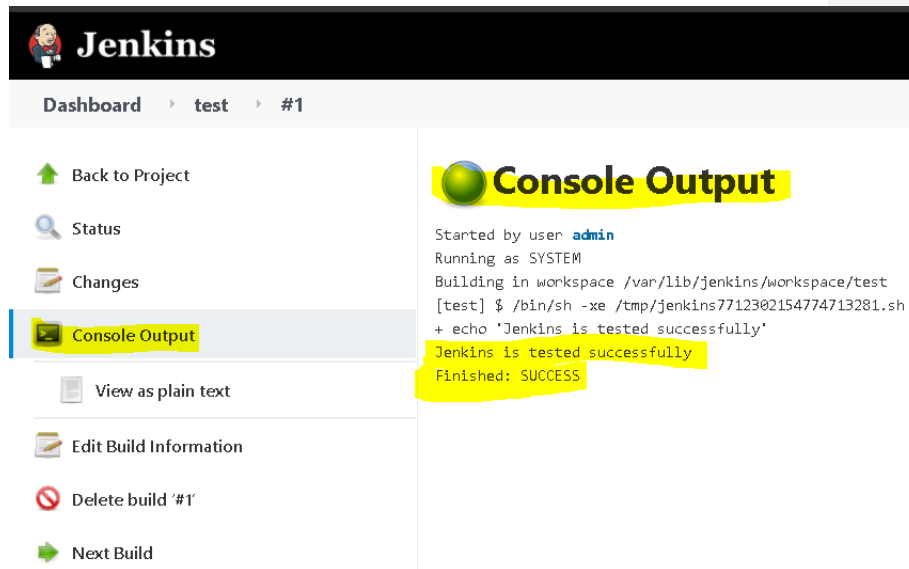 Jenkins
Dashboard test #1
Back to Project
Status
Changes
Console Output
View as plain text
Edit Build Information
Delete build '#1'
Next Build
Console Output
Started by user admin
Running as SYSTEM
Building in workspace /var/lib/jenkins/workspace/test
[test] $ /bin/sh -xe /tmp/jenkins7712302154774713281.sh
+ echo 'Jenkins is tested successfully'
Jenkins is tested successfully
Finished: SUCCESS